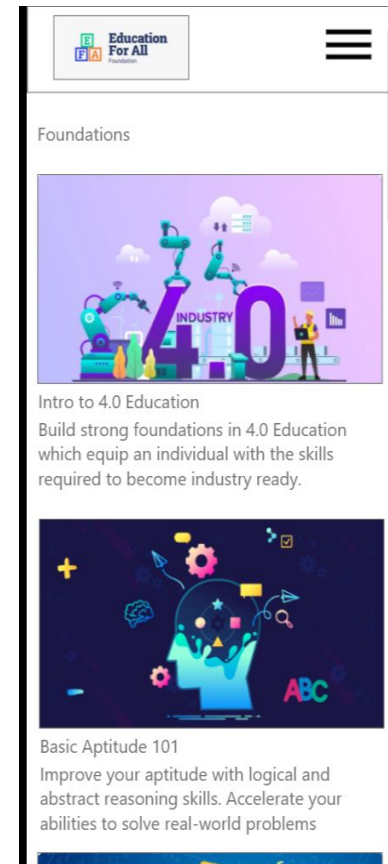 E
F A
Education
For All
Foundation
Foundations
INDUSTRY
4.0
Intro to 4.0 Education
Build strong foundations in 4.0 Education
which equip an individual with the skills
required to become industry ready.
ABC
Basic Aptitude 101
Improve your aptitude with logical and
abstract reasoning skills. Accelerate your
abilities to solve real-world problems